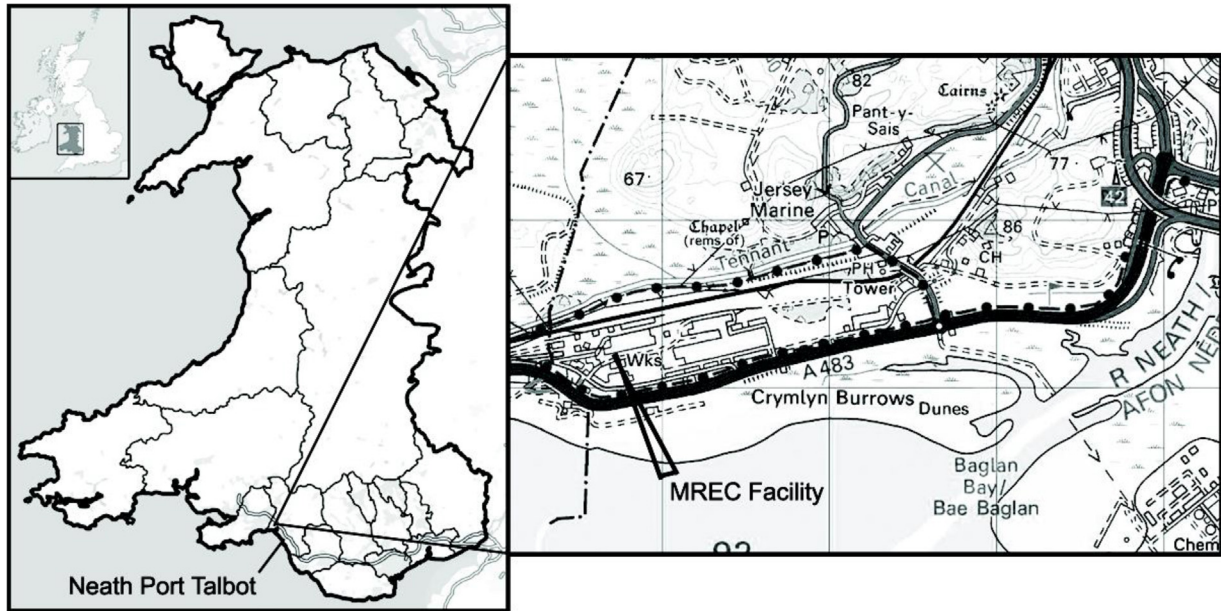 Neath Port Talbot
82
Cairns
Pant-y-
Sais
77
67
Jersey
Marine
Canal
42
Chapel
(rems of)
Tennant
P
86
CH
PH
Tower
Wks
A 483
Crymlyn Burrows
Dunes
R NEATH /
AFON NED
MREC Facility
Baglan
Bay/
Bae Baglan
Chem